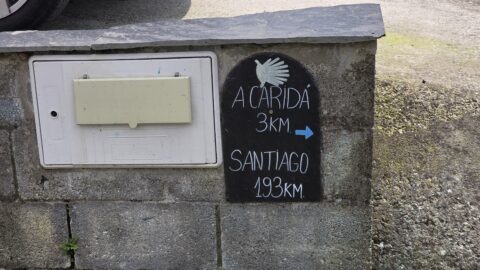 A CARIDÁ
3KM.
SANTIAGO
193KM.